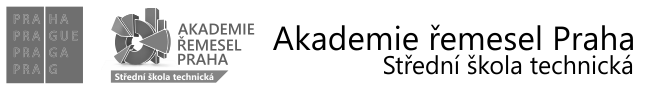 PRAHA
PRAGUE
PRAGA
PRAG
AKADEMIE
ŘEMESEL
PRAHA
Střední škola technická
Akademie řemesel Praha
Střední škola technická